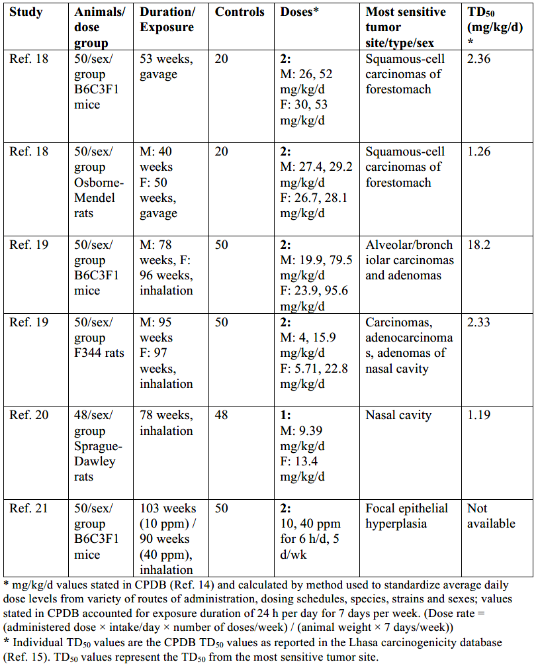 Study
Animals/
dose
group
Duration/
Exposure
Controls
Doses*
Most sensitive
tumor
site/type/sex
TD50
(mg/kg/d)
*
Ref. 18
50/sex/
group
B6C3F1
mice
53 weeks,
gavage
20
2:
M: 26, 52
mg/kg/d
F: 30, 53
mg/kg/d
Squamous-cell
carcinomas of
forestomach
2.36
Ref. 18
50/sex/
group
Osborne-
Mendel
rats
M: 40
weeks
F: 50
weeks,
gavage
20
2:
M: 27.4, 29.2
mg/kg/d
F: 26.7, 28.1
mg/kg/d
Squamous-cell
carcinomas of
forestomach
1.26
Ref. 19
50/sex/
group
B6C3F1
mice
M: 78
weeks, F:
96 weeks,
inhalation
50
2:
M: 19.9, 79.5
mg/kg/d
F: 23.9, 95.6
mg/kg/d
Alveolar/bronch
iolar carcinomas
and adenomas
18.2
Ref. 19
50/sex/
group
F344 rats
M: 95
weeks
F: 97
weeks,
inhalation
50
2:
M: 4, 15.9
mg/kg/d
F: 5.71, 22.8
mg/kg/d
Carcinomas,
adenocarcinoma
s, adenomas of
nasal cavity
2.33
Ref. 20
48/sex/
group
Sprague-
Dawley
rats
78 weeks,
inhalation
48
1:
M: 9.39
mg/kg/d
F: 13.4
mg/kg/d
Nasal cavity
1.19
Ref. 21
50/sex/
group
B6C3F1
mice
103 weeks
(10 ppm) /
90 weeks
(40 ppm),
inhalation
50
2:
10, 40 ppm
for 6 h/d, 5
d/wk
Focal epithelial
hyperplasia
Not
available
* mg/kg/d values stated in CPDB (Ref. 14) and calculated by method used to standardize average daily
dose levels from variety of routes of administration, dosing schedules, species, strains and sexes; values
stated in CPDB accounted for exposure duration of 24 h per day for 7 days per week. (Dose rate =
(administered dose × intake/day × number of doses/week) / (animal weight × 7 days/week))
* Individual TD50 values are the CPDB TD50 values as reported in the Lhasa carcinogenicity database
(Ref. 15). TD50 values represent the TD50 from the most sensitive tumor site.